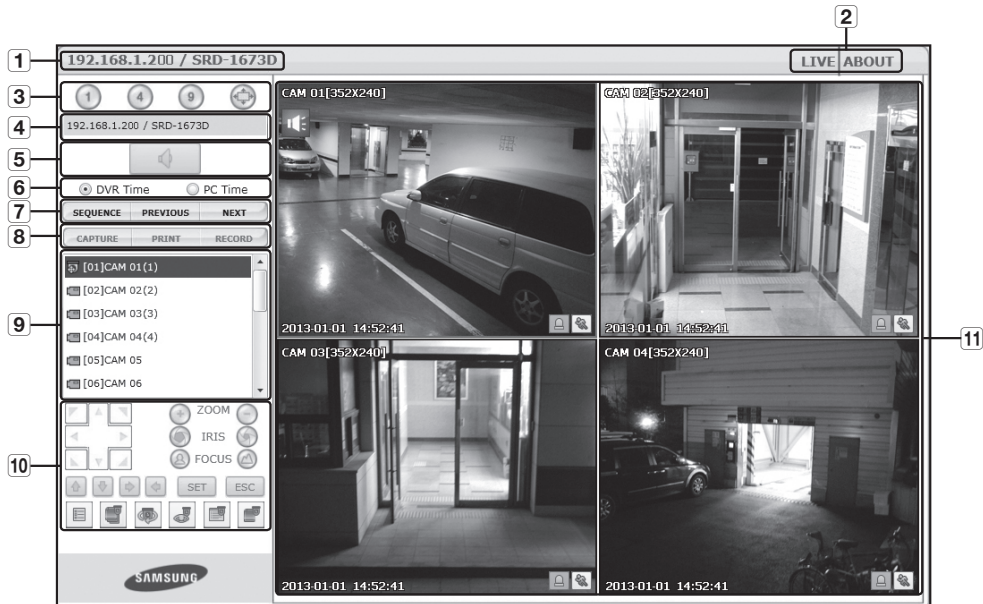 2
1
192.168.1.200 / SRD-1673D
LIVE ABOUT
3
1 4 9
4
192.168.1.200 / SRD-1673D
5
6
DVR Time PC Time
7
SEQUENCE PREVIOUS NEXT
8
CAPTURE PRINT RECORD
9
[01]CAM 01(1)
[02]CAM 02(2)
[03]CAM 03(3)
[04]CAM 04(4)
[05]CAM 05
[06]CAM 06
10
ZOOM
IRIS
FOCUS
SET ESC
SAMSUNG
CAM 01[352X240]
2013-01-01 14:52:41
CAM 02[352X240]
2013-01-01 14:52:41
CAM 03[352X240]
2013-01-01 14:52:41
CAM 04[352X240]
2013-01-01 14:52:41
11